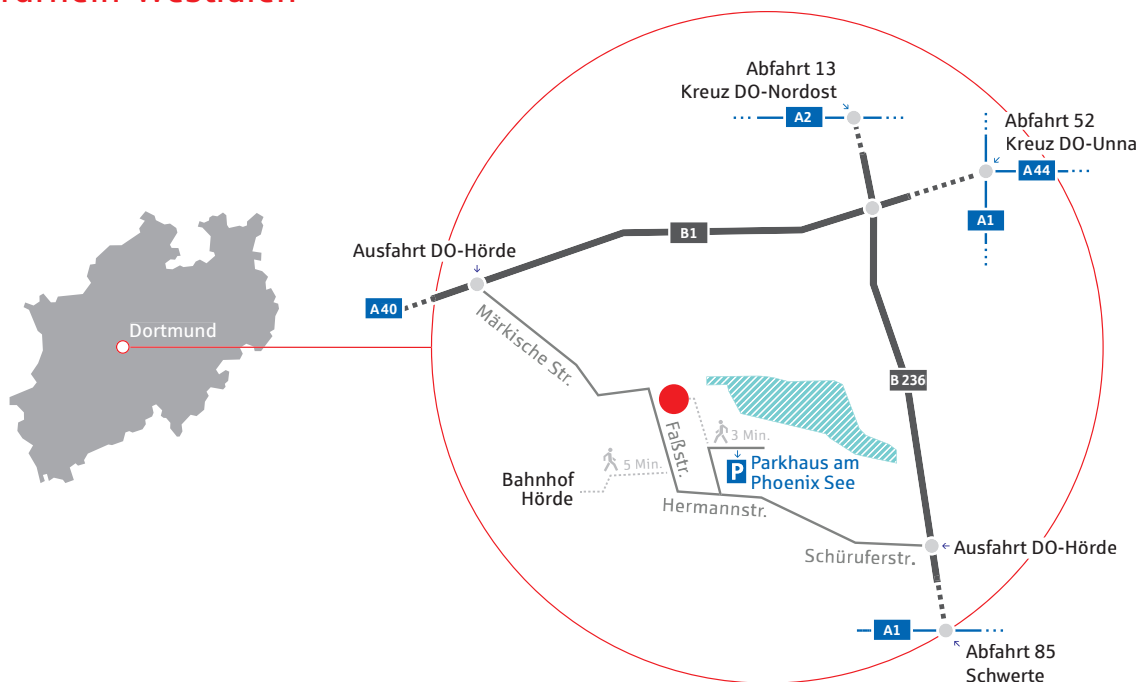 Abfahrt 13
Kreuz DO-Nordost
A2
Abfahrt 52
Kreuz DO-Unna
A44
A1
B1
Ausfahrt DO-Hörde
A40
Dortmund
Märkische Str.
B 236
Faßstr.
3 Min.
5 Min.
P
Parkhaus am
Phoenix See
Bahnhof
Hörde
Hermannstr.
Schüruferstr.
Ausfahrt DO-Hörde
A1
Abfahrt 85
Schwerte